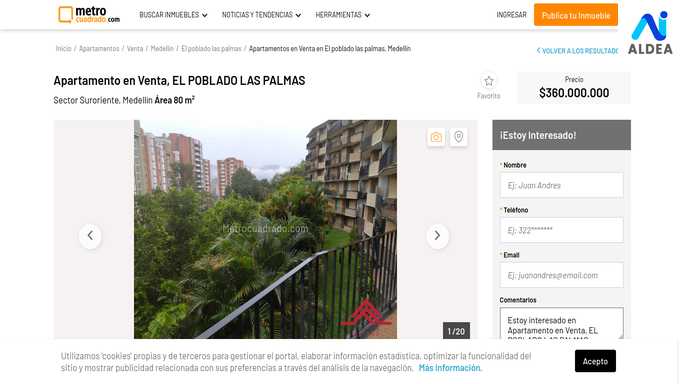 metro
cuadrado.com
BUSCAR INMUEBLES
NOTICIAS Y TENDENCIAS
HERRAMIENTAS
INGRESAR
Publica tu Inmueble
ALDEA
Inicio / Apartamentos / Venta / Medellín / El poblado las palmas / Apartamentos en Venta en El poblado las palmas, Medellín
VOLVER A LOS RESULTADO
Apartamento en Venta, EL POBLADO LAS PALMAS
Sector Suroriente, Medellín Área 80 m²
Favorito
Precio
$360.000.000
¡Estoy Interesado!
* Nombre
Ej: Juan Andres
* Teléfono
Ej: 322*******
* Email
Ej: juanandres@email.com
Comentarios
Estoy interesado en
Apartamento en Venta, EL
POBLADO LAS PALMAS
Metrocuadrado.com
1 / 20
Utilizamos 'cookies' propias y de terceros para gestionar el portal, elaborar información estadística, optimizar la funcionalidad del
sitio y mostrar publicidad relacionada con sus preferencias a través del análisis de la navegación. Más información.
Acepto